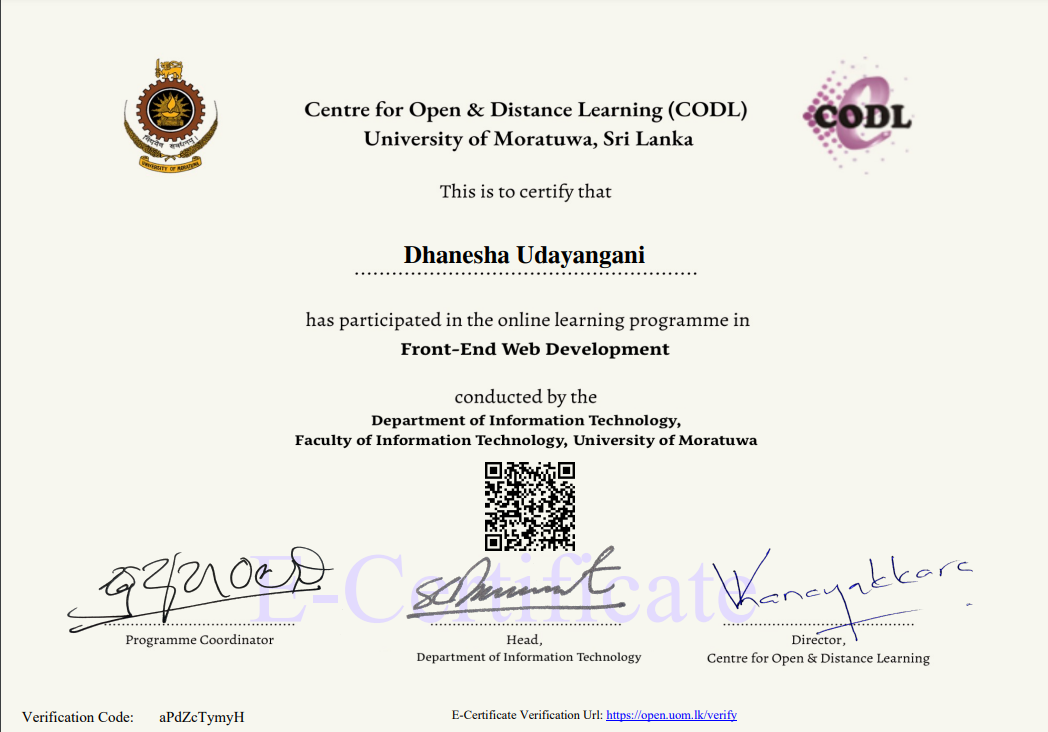 Centre for Open & Distance Learning (CODL)
University of Moratuwa, Sri Lanka
CODL
UNIVERSITY OF MORATUWA
This is to certify that
Dhanesha Udayangani
has participated in the online learning programme in
Front-End Web Development
conducted by the
Department of Information Technology,
Faculty of Information Technology, University of Moratuwa
E-Certificate
Programme Coordinator
Head,
Department of Information Technology
Director,
Centre for Open & Distance Learning
Verification Code: aPdZcTymyH
E-Certificate Verification Url: https://open.uom.lk/verify